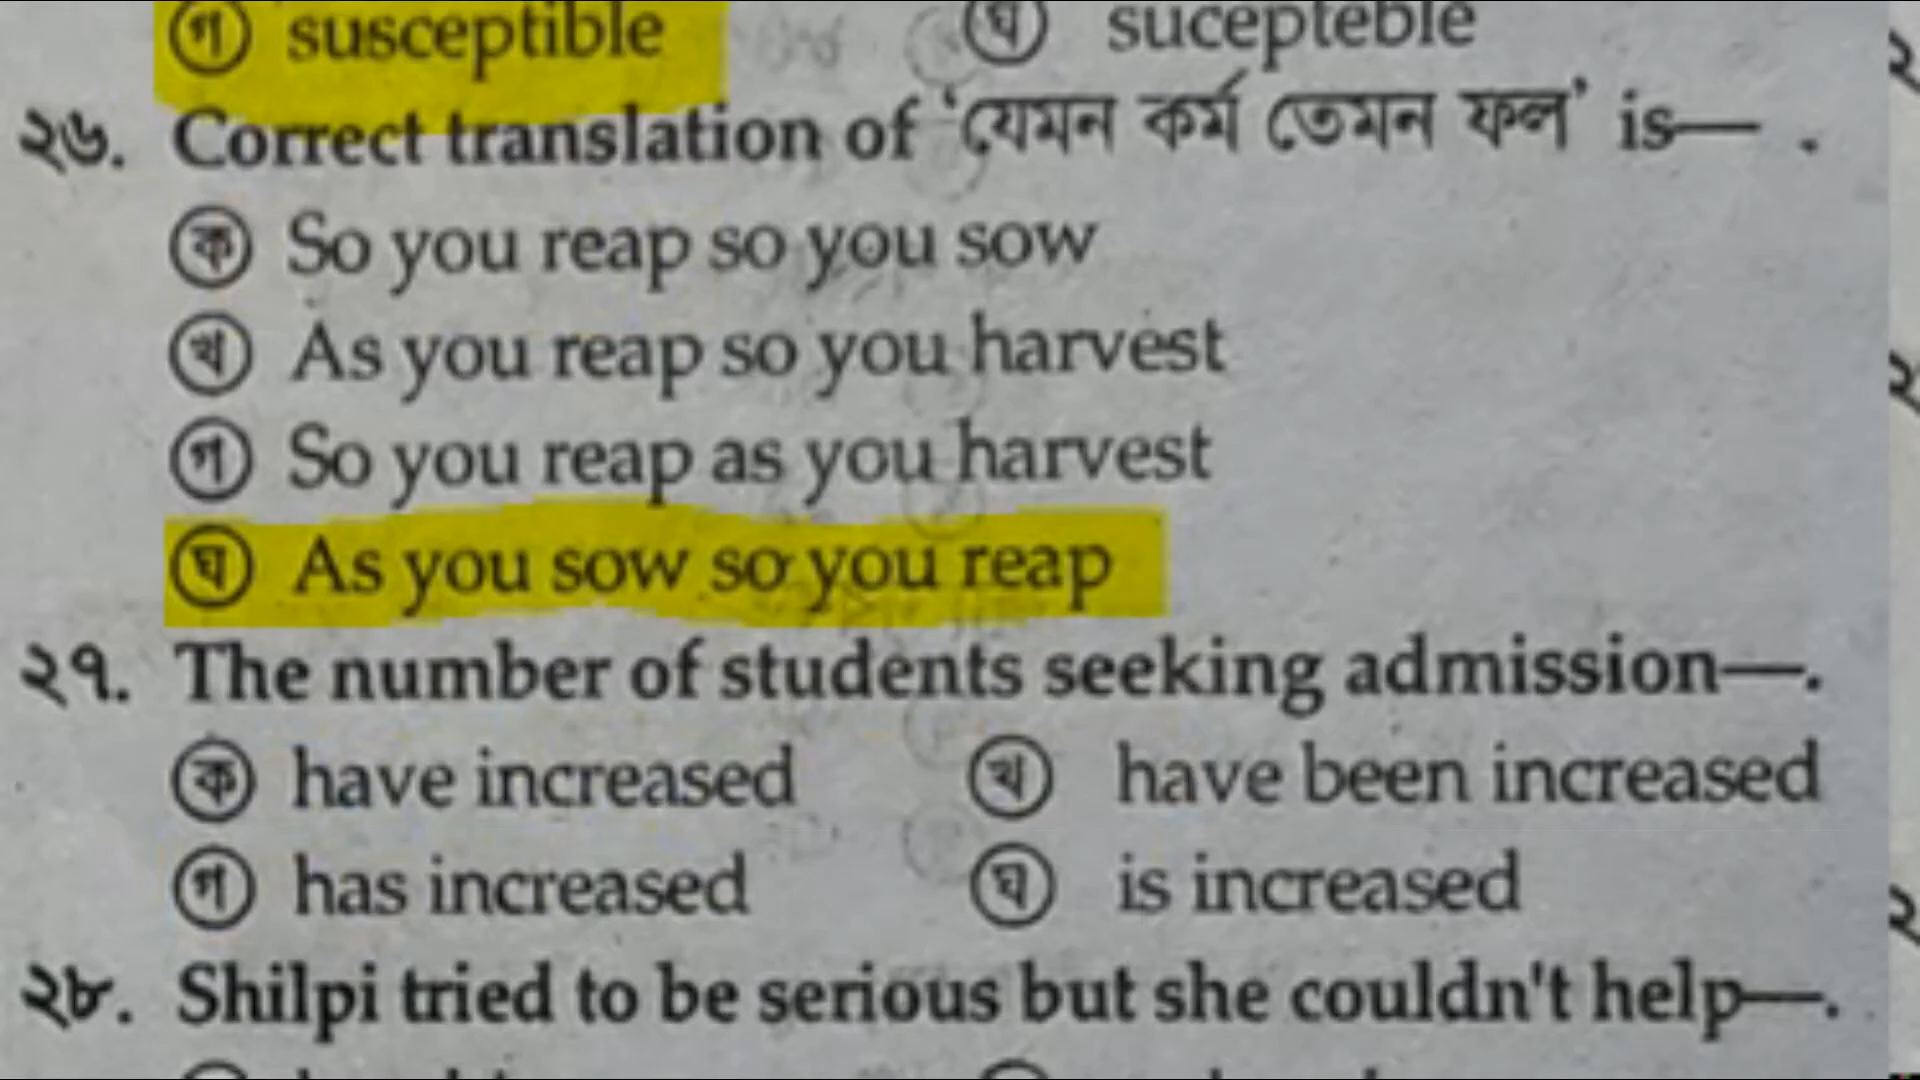 গ susceptible ঘ sucepteble
২৬. Correct translation of ‘যেমন কর্ম তেমন ফল’ is— .
ক So you reap so you sow
খ As you reap so you harvest
গ So you reap as you harvest
ঘ As you sow so you reap
২৭. The number of students seeking admission—.
ক have increased খ have been increased
গ has increased ঘ is increased
২৮. Shilpi tried to be serious but she couldn't help—.